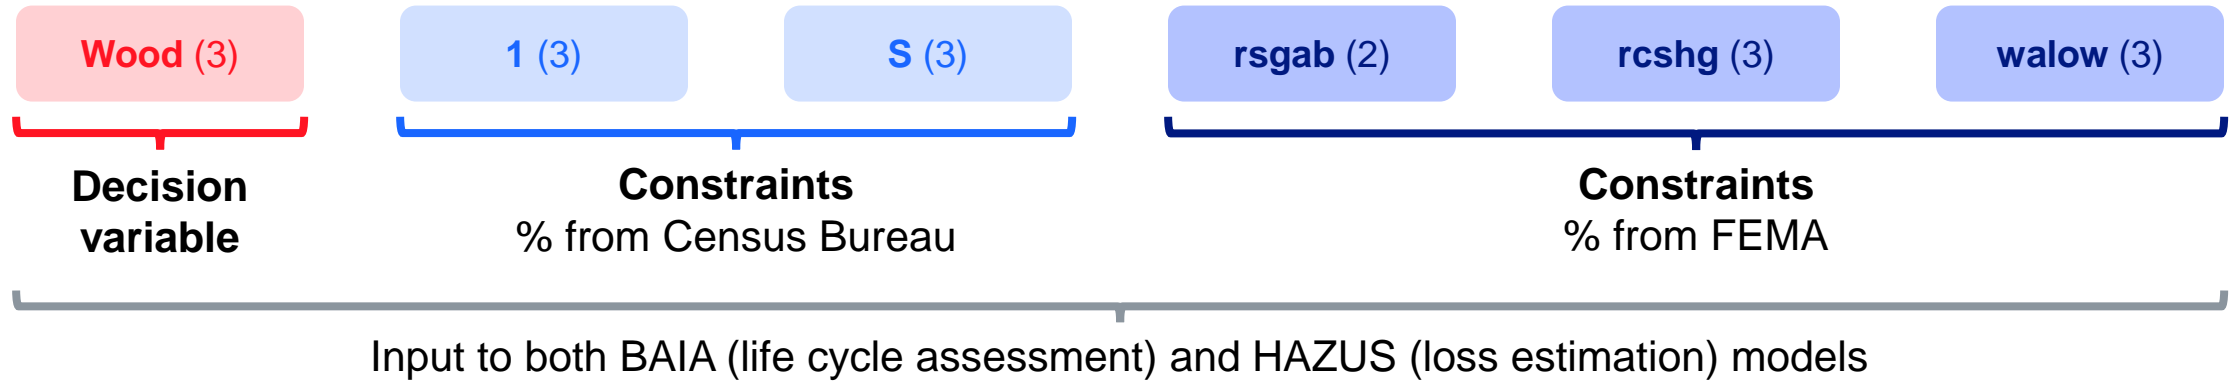 Wood (3) 1 (3) S (3) rsgab (2) rcshg (3) walow (3)
Decision
variable
Constraints
% from Census Bureau
Constraints
% from FEMA
Input to both BAIA (life cycle assessment) and HAZUS (loss estimation) models